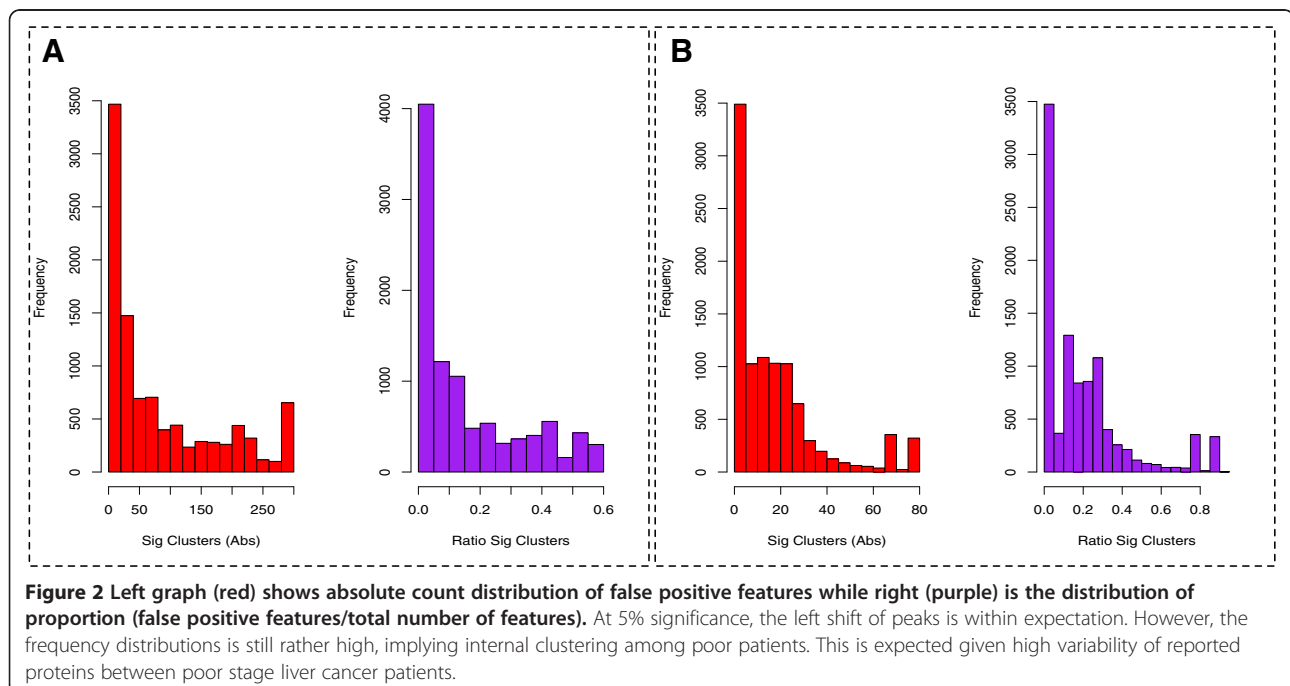 A
B
3500
3000
2500
2000
1500
1000
500
0
Frequency
0 50 150 250
Sig Clusters (Abs)
4000
3000
2000
1000
0
Frequency
0.0 0.2 0.4 0.6
Ratio Sig Clusters
3500
3000
2500
2000
1500
1000
500
0
Frequency
0 20 40 60 80
Sig Clusters (Abs)
3500
3000
2500
2000
1500
1000
500
0
Frequency
0.0 0.2 0.4 0.6 0.8
Ratio Sig Clusters
Figure 2 Left graph (red) shows absolute count distribution of false positive features while right (purple) is the distribution of
proportion (false positive features/total number of features). At 5% significance, the left shift of peaks is within expectation. However, the
frequency distributions is still rather high, implying internal clustering among poor patients. This is expected given high variability of reported
proteins between poor stage liver cancer patients.